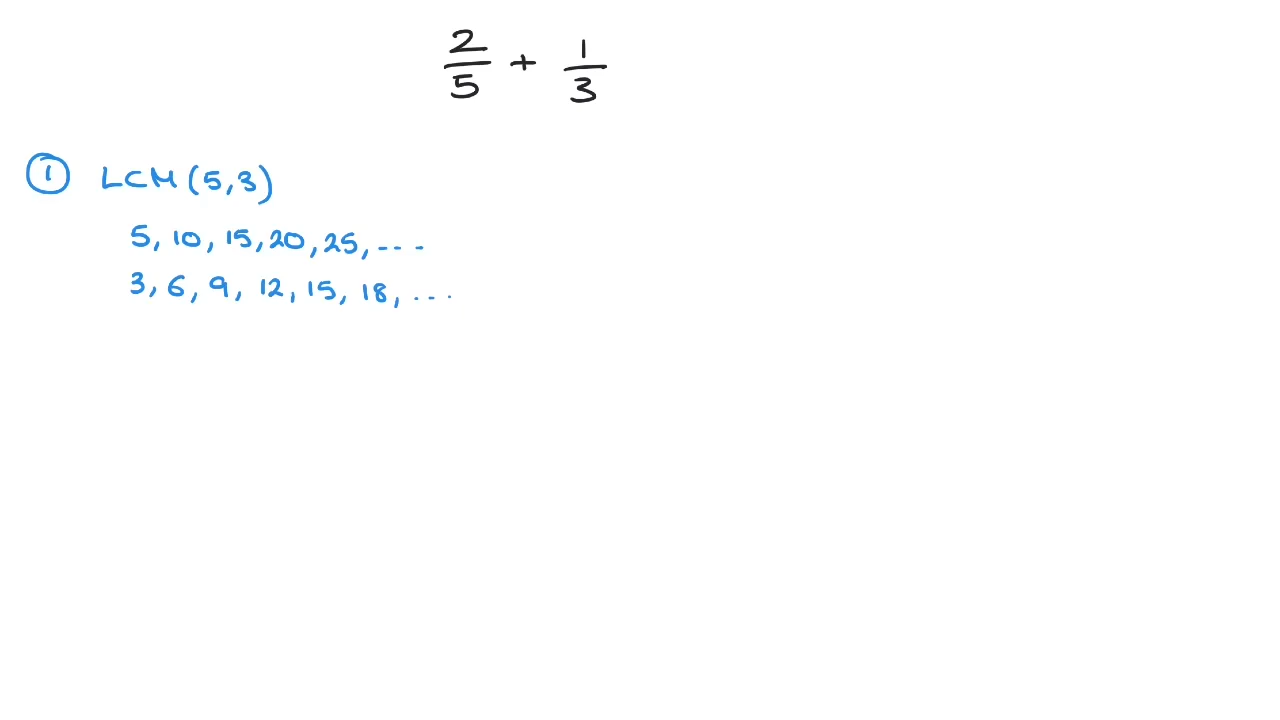 2/5 + 1/3
① LCM (5,3)
5, 10, 15, 20, 25, ...
3, 6, 9, 12, 15, 18, ...